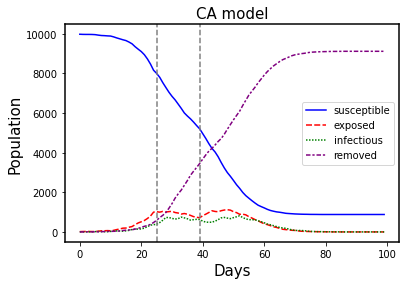 CA model
10000
8000
6000
4000
2000
0
Population
susceptible
exposed
infectious
removed
0 20 40 60 80 100
Days